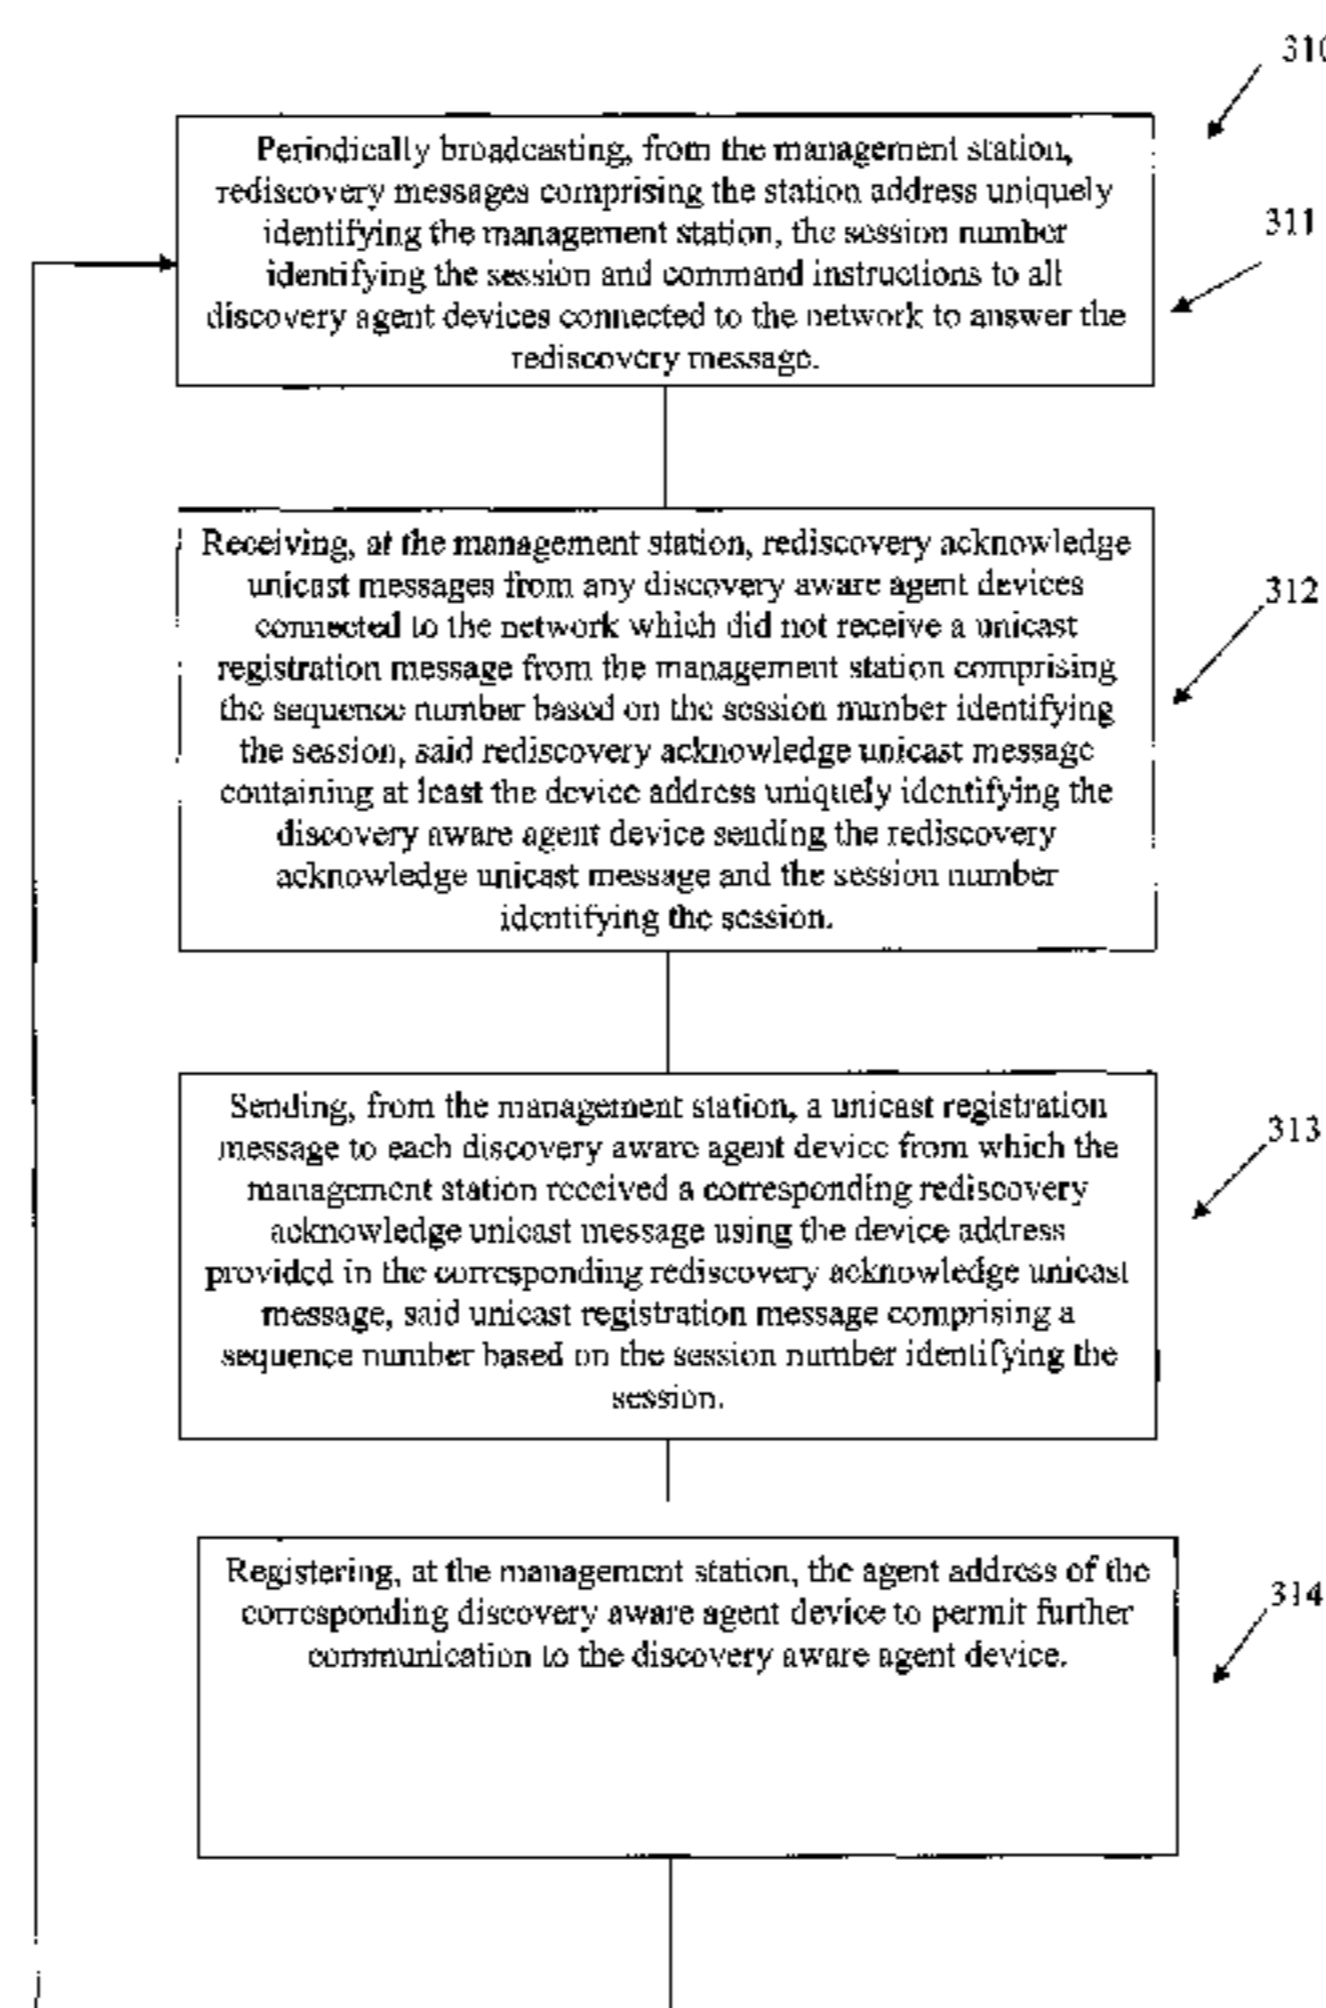 310
Periodically broadcasting, from the management station,
rediscovery messages comprising the station address uniquely
identifying the management station, the session number
identifying the session and command instructions to all
discovery agent devices connected to the network to answer the
rediscovery message.
311
Receiving, at the management station, rediscovery acknowledge
unicast messages from any discovery aware agent devices
connected to the network which did not receive a unicast
registration message from the management station comprising
the sequence number based on the session number identifying
the session, said rediscovery acknowledge unicast message
containing at least the device address uniquely identifying the
discovery aware agent device sending the rediscovery
acknowledge unicast message and the session number
identifying the session.
312
Sending, from the management station, a unicast registration
message to each discovery aware agent device from which the
management station received a corresponding rediscovery
acknowledge unicast message using the device address
provided in the corresponding rediscovery acknowledge unicast
message, said unicast registration message comprising a
sequence number based on the session number identifying the
session.
313
Registering, at the management station, the agent address of the
corresponding discovery aware agent device to permit further
communication to the discovery aware agent device.
314